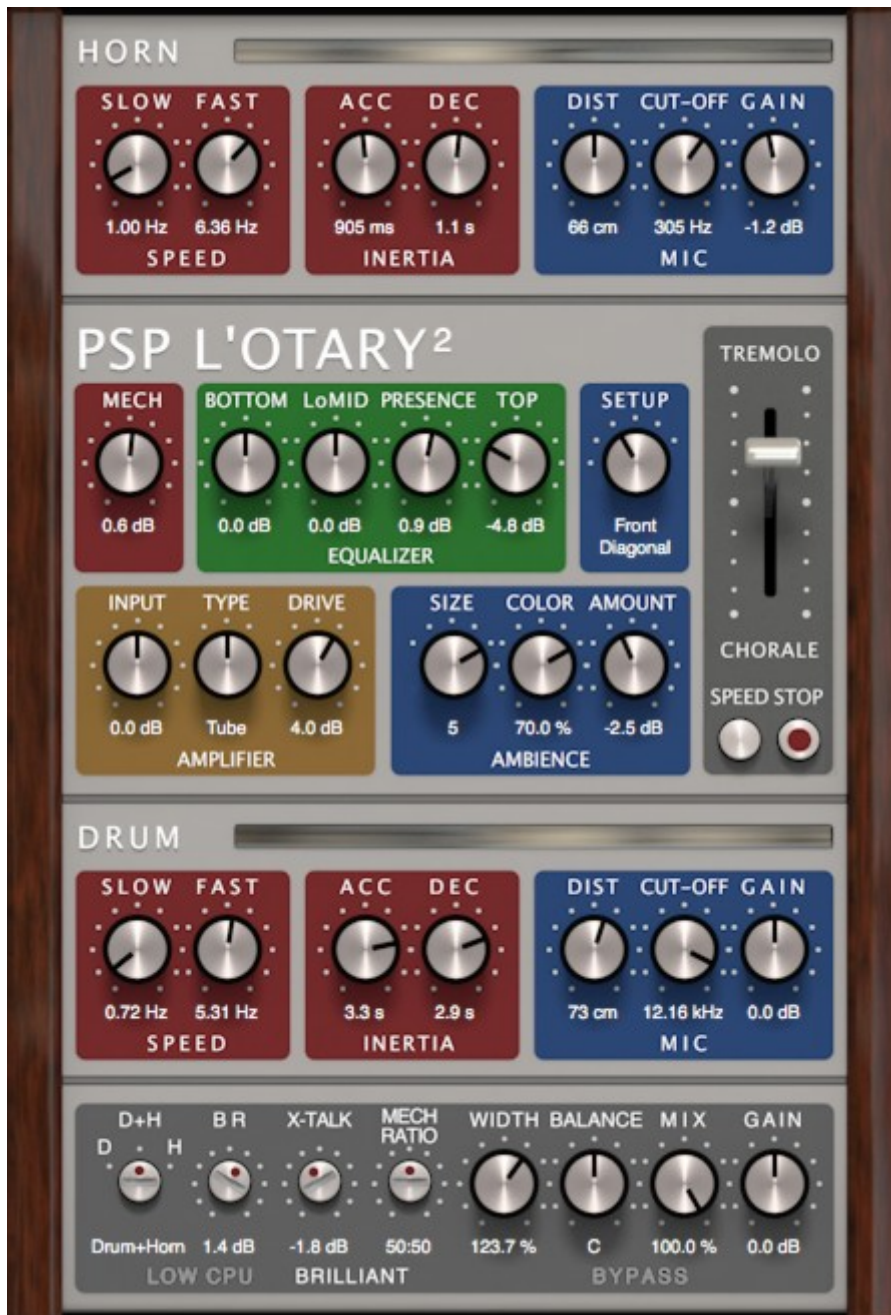 HORN
SLOW FAST ACC DEC DIST CUT-OFF GAIN
1.00 Hz 6.36 Hz 905 ms 1.1 s 66 cm 305 Hz -1.2 dB
SPEED INERTIA MIC
PSP L'OTARY²
TREMOLO
MECH BOTTOM LoMID PRESENCE TOP SETUP
0.6 dB 0.0 dB 0.0 dB 0.9 dB -4.8 dB Front
Diagonal
EQUALIZER
INPUT TYPE DRIVE SIZE COLOR AMOUNT
CHORALE
SPEED STOP
0.0 dB Tube 4.0 dB 5 70.0 % -2.5 dB
AMPLIFIER AMBIENCE
DRUM
SLOW FAST ACC DEC DIST CUT-OFF GAIN
0.72 Hz 5.31 Hz 3.3 s 2.9 s 73 cm 12.16 kHz 0.0 dB
SPEED INERTIA MIC
D+H BR X-TALK MECH RATIO WIDTH BALANCE MIX GAIN
D H
Drum+Horn 1.4 dB -1.8 dB 50:50 123.7 % C 100.0 % 0.0 dB
LOW CPU BRILLIANT BYPASS